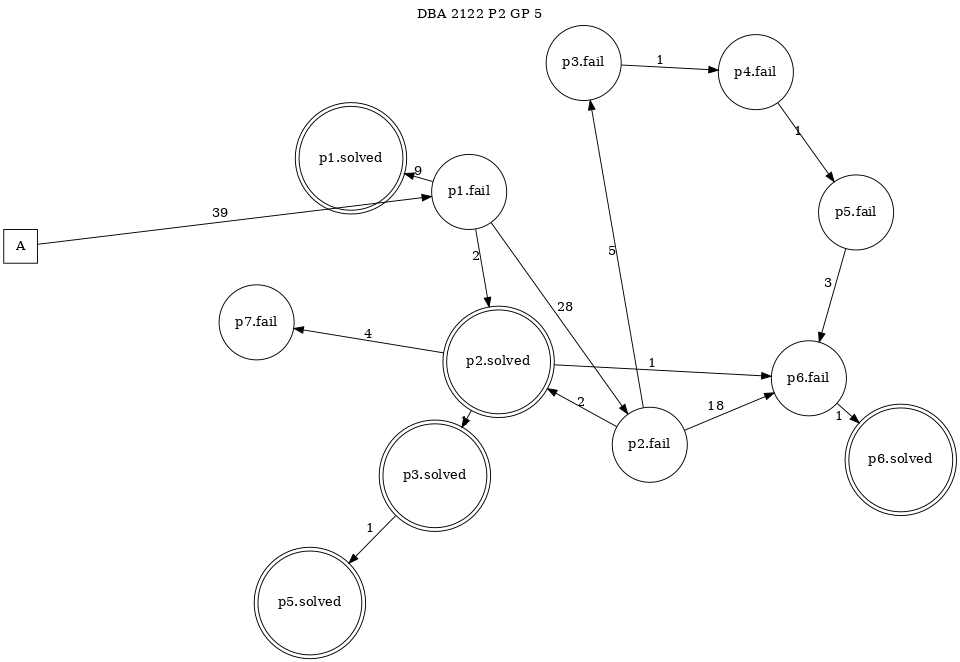 DBA 2122 P2 GP 5
p3.fail
1
p4.fail
1
p1.solved
9
p1.fail
39
p5.fail
A
2
5
3
28
p7.fail
4
p2.solved
1
p6.fail
2
18
1
p2.fail
p6.solved
p3.solved
1
p5.solved